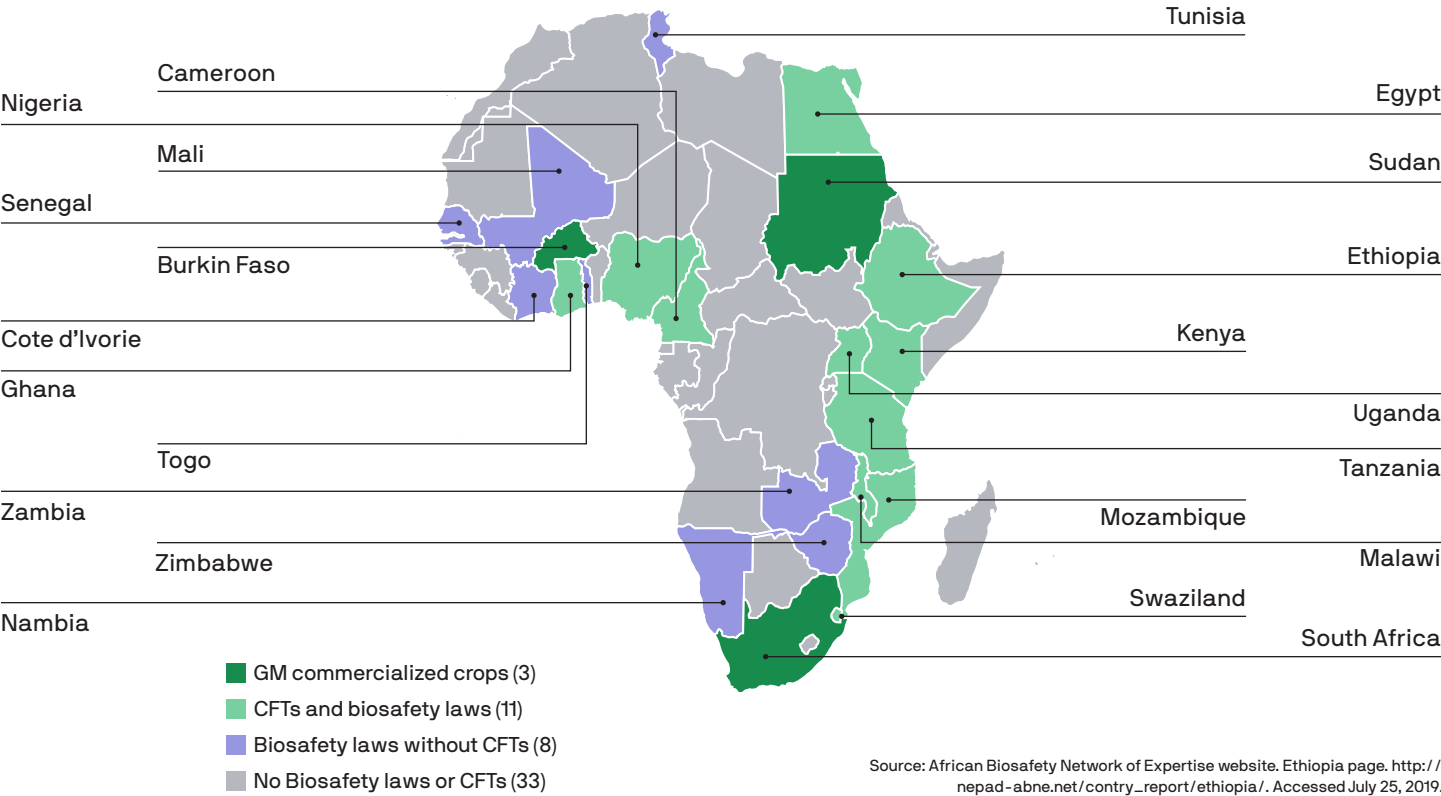 Tunisia
Cameroon
Nigeria
Egypt
Mali
Sudan
Senegal
Burkin Faso
Ethiopia
Cote d'Ivorie
Kenya
Ghana
Uganda
Togo
Tanzania
Zambia
Mozambique
Zimbabwe
Malawi
Swaziland
Nambia
South Africa
GM commercialized crops (3)
CFTs and biosafety laws (11)
Biosafety laws without CFTs (8)
No Biosafety laws or CFTs (33)
Source: African Biosafety Network of Expertise website. Ethiopia page. http://
nepad-abne.net/contry_report/ethiopia/. Accessed July 25, 2019.